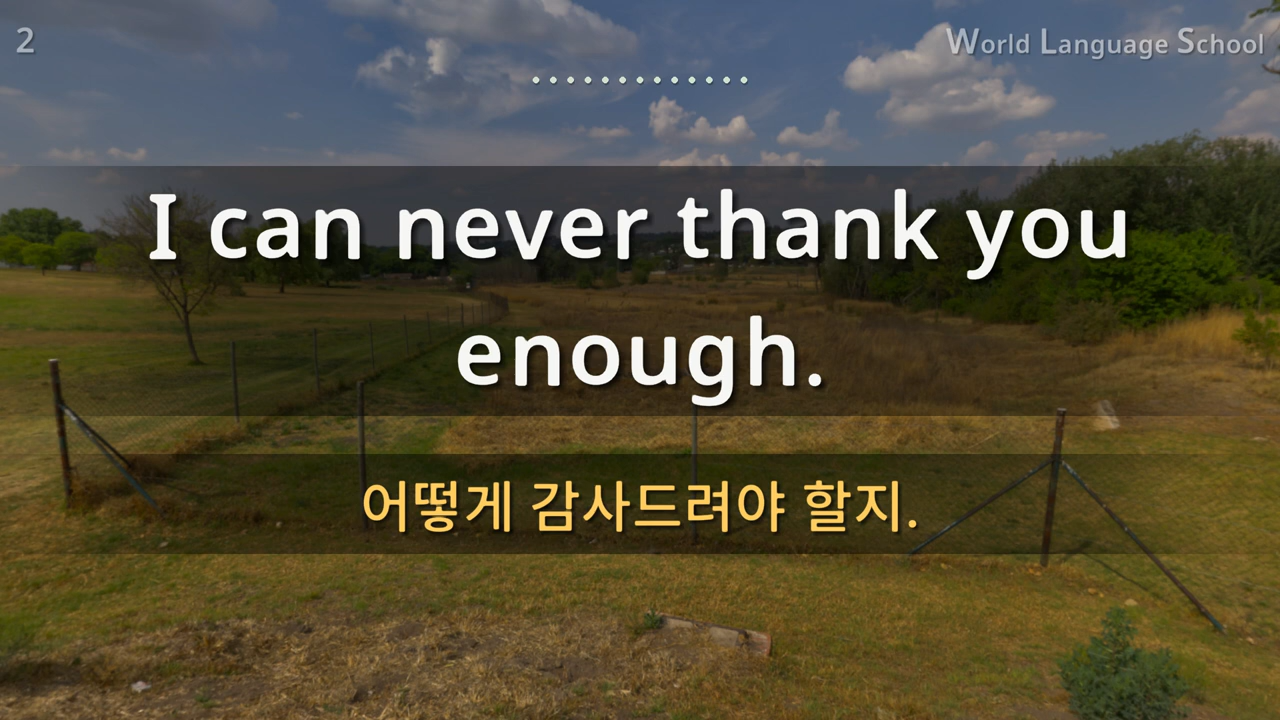 2
World Language School
I can never thank you
enough.
어떻게 감사드려야 할지.